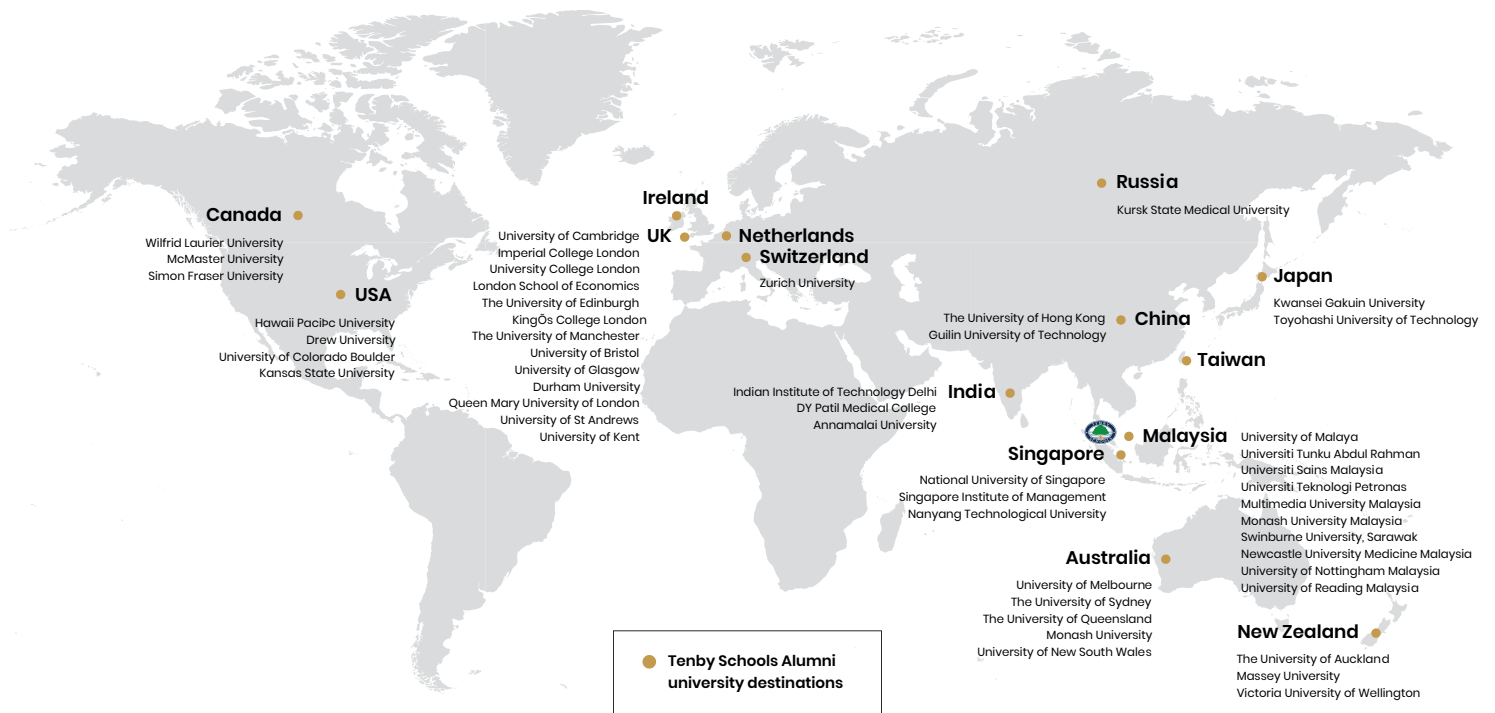 Canada
Wilfrid Laurier University
McMaster University
Simon Fraser University
USA
Hawaii PaciÞc University
Drew University
University of Colorado Boulder
Kansas State University
Ireland
UK
University of Cambridge
Imperial College London
University College London
London School of Economics
The University of Edinburgh
KingÕs College London
The University of Manchester
University of Bristol
University of Glasgow
Durham University
Queen Mary University of London
University of St Andrews
University of Kent
Netherlands
Switzerland
Zurich University
Russia
Kursk State Medical University
Japan
Kwansei Gakuin University
Toyohashi University of Technology
China
The University of Hong Kong
Guilin University of Technology
Taiwan
India
Indian Institute of Technology Delhi
DY Patil Medical College
Annamalai University
Malaysia
University of Malaya
Universiti Tunku Abdul Rahman
Universiti Sains Malaysia
Universiti Teknologi Petronas
Multimedia University Malaysia
Monash University Malaysia
Swinburne University, Sarawak
Newcastle University Medicine Malaysia
University of Nottingham Malaysia
University of Reading Malaysia
Singapore
National University of Singapore
Singapore Institute of Management
Nanyang Technological University
Australia
University of Melbourne
The University of Sydney
The University of Queensland
Monash University
University of New South Wales
New Zealand
The University of Auckland
Massey University
Victoria University of Wellington
Tenby Schools Alumni
university destinations